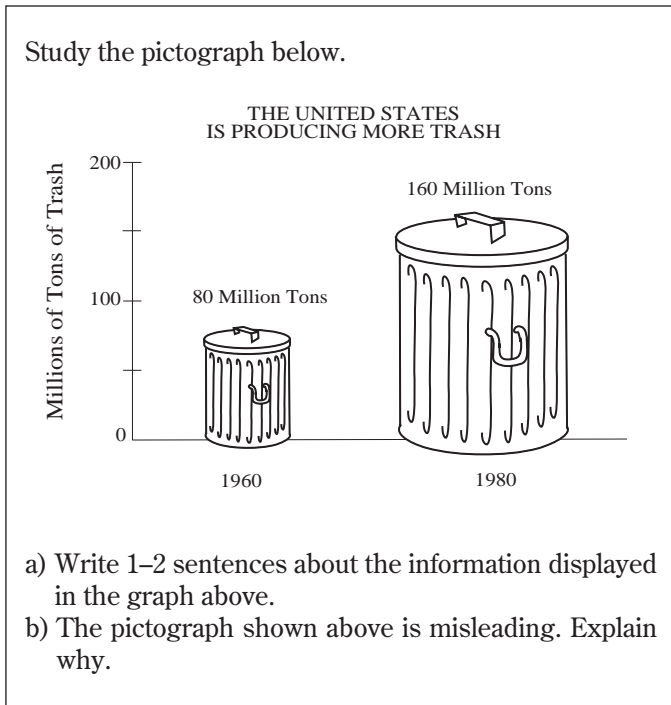 Study the pictograph below.
THE UNITED STATES
IS PRODUCING MORE TRASH
Millions of Tons of Trash
200
100
0
160 Million Tons
80 Million Tons
1960
1980
a) Write 1–2 sentences about the information displayed
in the graph above.
b) The pictograph shown above is misleading. Explain
why.